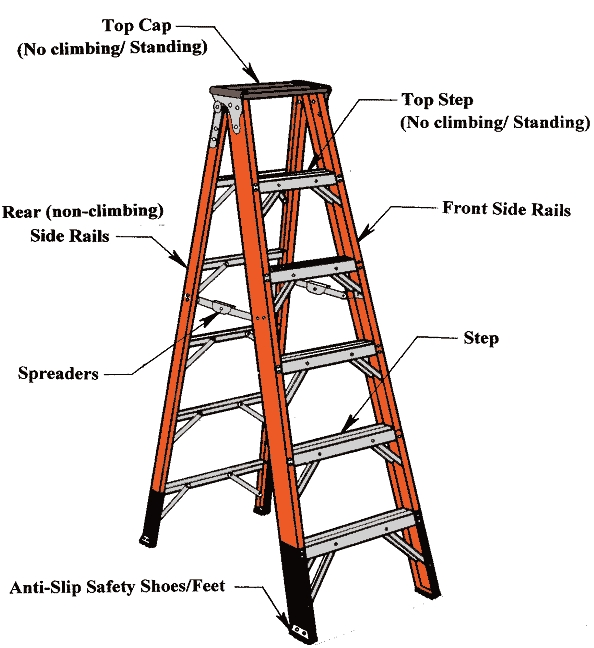 Top Cap
(No climbing/ Standing)
Top Step
(No climbing/ Standing)
Rear (non-climbing)
Side Rails
Front Side Rails
Step
Spreaders
Anti-Slip Safety Shoes/Feet